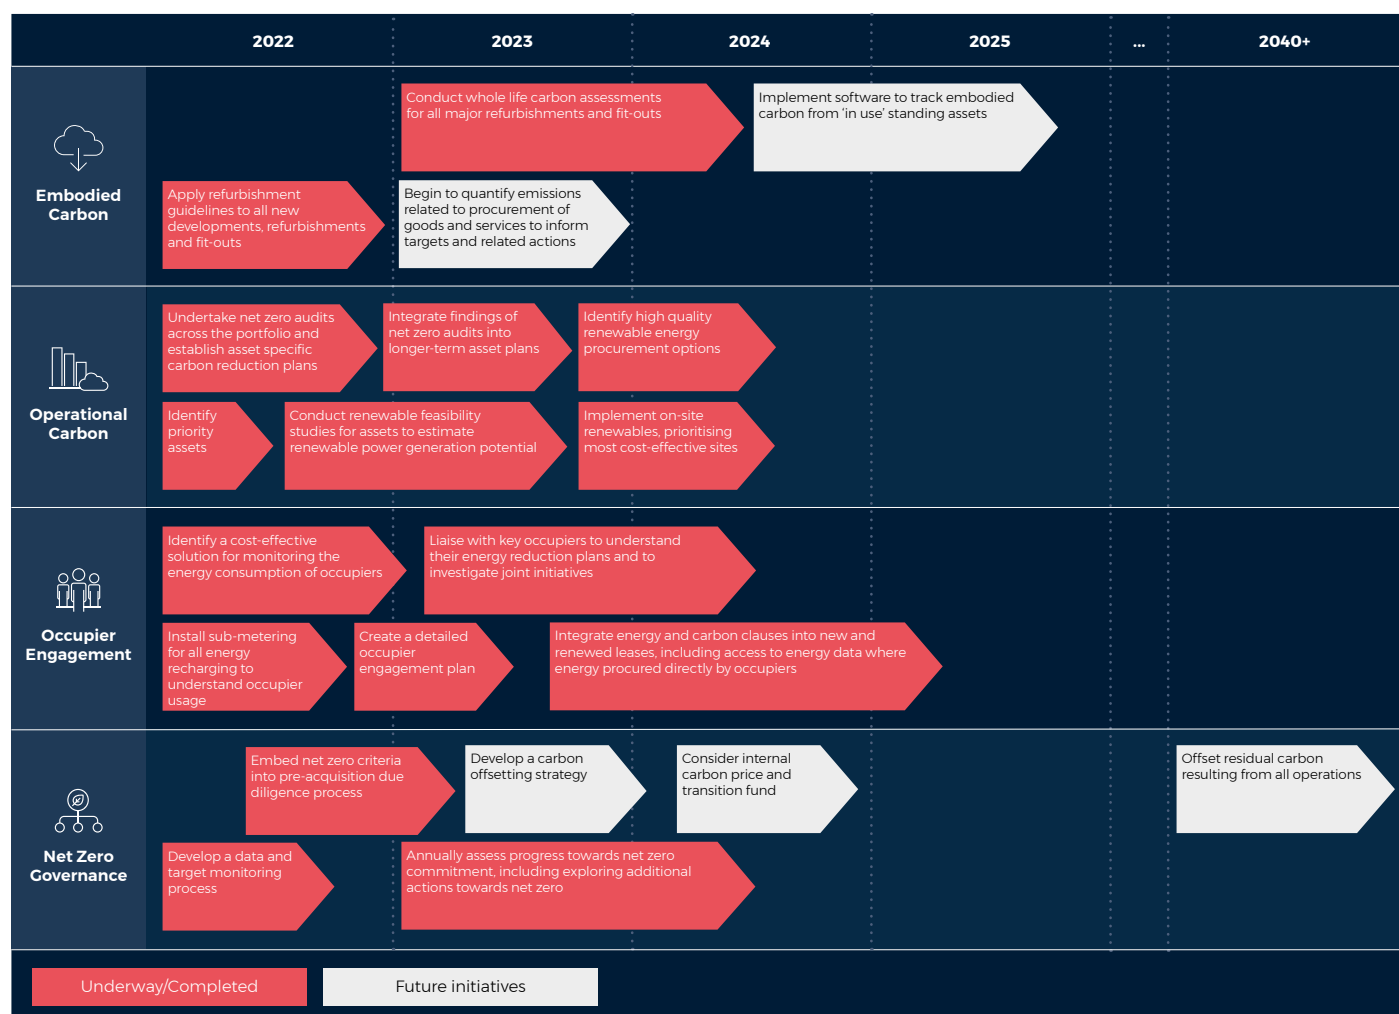 2022
2023
2024
2025
...
2040+
Embodied
Carbon
Conduct whole life carbon assessments
for all major refurbishments and fit-outs
Implement software to track embodied
carbon from ‘in use’ standing assets
Apply refurbishment
guidelines to all new
developments, refurbishments
and fit-outs
Begin to quantify emissions
related to procurement of
goods and services to inform
targets and related actions
Operational
Carbon
Undertake net zero audits
across the portfolio and
establish asset specific
carbon reduction plans
Integrate findings of
net zero audits into
longer-term asset plans
Identify high quality
renewable energy
procurement options
Identify
priority
assets
Conduct renewable feasibility
studies for assets to estimate
renewable power generation potential
Implement on-site
renewables, prioritising
most cost-effective sites
Occupier
Engagement
Identify a cost-effective
solution for monitoring the
energy consumption of occupiers
Liaise with key occupiers to understand
their energy reduction plans and to
investigate joint initiatives
Install sub-metering
for all energy
recharging to
understand occupier
usage
Create a detailed
occupier
engagement plan
Integrate energy and carbon clauses into new and
renewed leases, including access to energy data where
energy procured directly by occupiers
Net Zero
Governance
Embed net zero criteria
into pre-acquisition due
diligence process
Develop a carbon
offsetting strategy
Consider internal
carbon price and
transition fund
Offset residual carbon
resulting from all operations
Develop a data and
target monitoring
process
Annually assess progress towards net zero
commitment, including exploring additional
actions towards net zero
Underway/Completed
Future initiatives